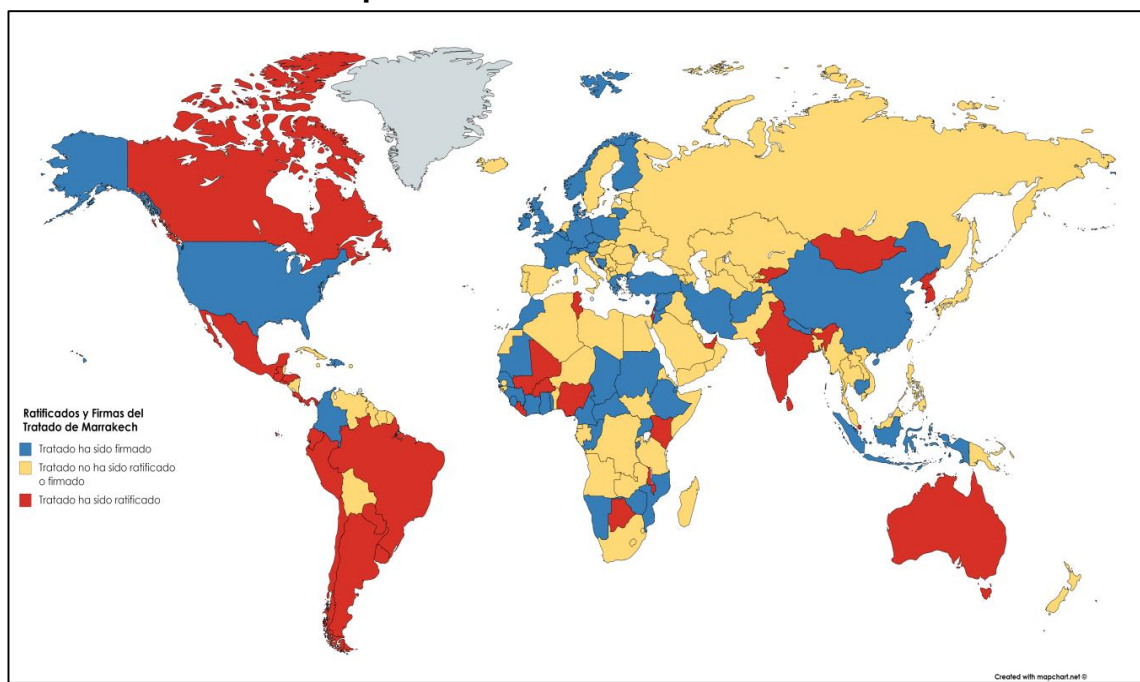 Ratificados y Firmas del
Tratado de Marrakech
Tratado ha sido firmado
Tratado no ha sido ratificado
o firmado
Tratado ha sido ratificado
Created with mapchart.net ©